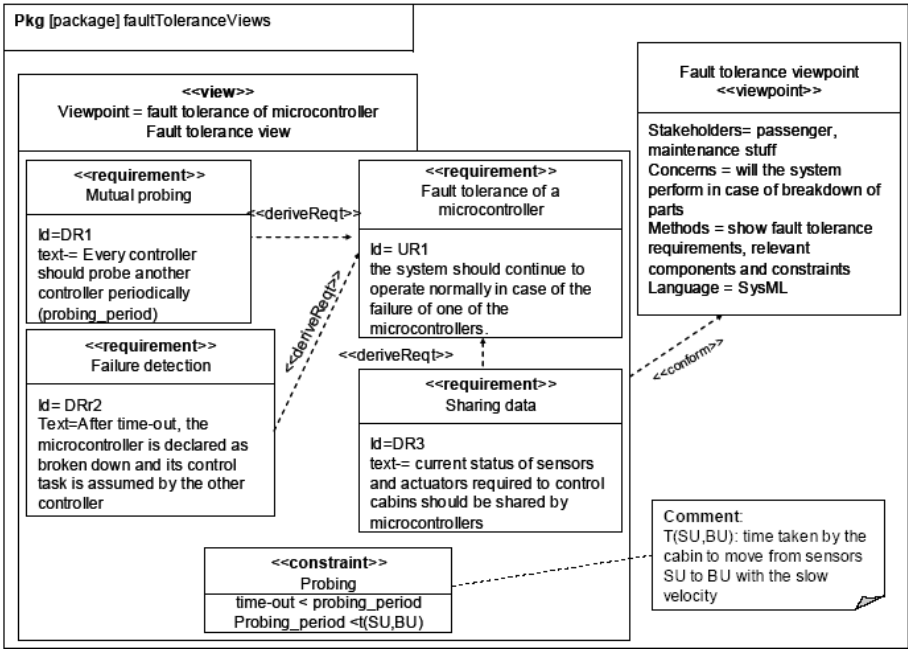 Pkg [package] faultToleranceViews
<<view>>
Viewpoint = fault tolerance of microcontroller
Fault tolerance view
<<requirement>>
Mutual probing
Id=DR1
text-= Every controller
should probe another
controller periodically
(probing_period)
<<deriveReqt>>
<<requirement>>
Fault tolerance of a
microcontroller
Id= UR1
the system should continue to
operate normally in case of the
failure of one of the
microcontrollers.
<<requirement>>
Failure detection
Id= DRr2
Text=After time-out, the
microcontroller is declared as
broken down and its control
task is assumed by the other
controller
<<deriveReqt>>
<<deriveReqt>>
<<requirement>>
Sharing data
Id=DR3
text-= current status of sensors
and actuators required to control
cabins should be shared by
microcontrollers
<<constraint>>
Probing
time-out < probing_period
Probing_period <t(SU,BU)
Fault tolerance viewpoint
<<viewpoint>>
Stakeholders= passenger,
maintenance stuff
Concerns = will the system
perform in case of breakdown of
parts
Methods = show fault tolerance
requirements, relevant
components and constraints
Language = SysML
<<conform>>
Comment:
T(SU,BU): time taken by the
cabin to move from sensors
SU to BU with the slow
velocity